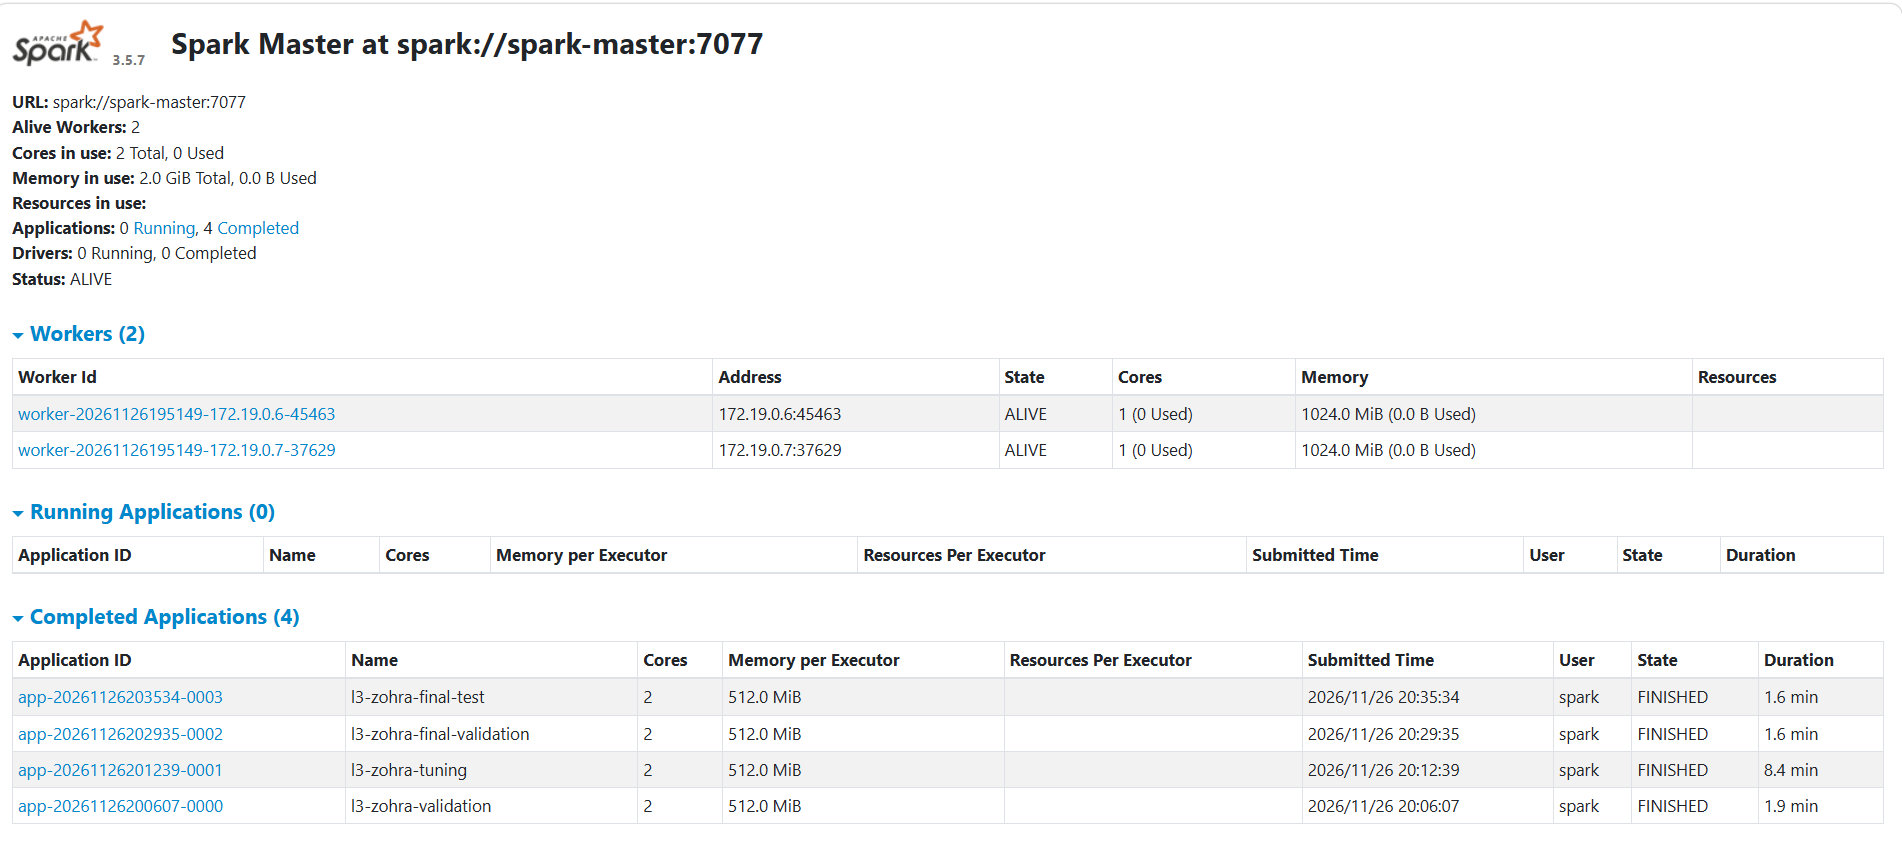 APACHE Spark 3.5.7 Spark Master at spark://spark-master:7077
URL: spark://spark-master:7077
Alive Workers: 2
Cores in use: 2 Total, 0 Used
Memory in use: 2.0 GiB Total, 0.0 B Used
Resources in use:
Applications: 0 Running, 4 Completed
Drivers: 0 Running, 0 Completed
Status: ALIVE
Workers (2)
Worker Id Address State Cores Memory Resources
worker-20261126195149-172.19.0.6-45463 172.19.0.6:45463 ALIVE 1 (0 Used) 1024.0 MiB (0.0 B Used)
worker-20261126195149-172.19.0.7-37629 172.19.0.7:37629 ALIVE 1 (0 Used) 1024.0 MiB (0.0 B Used)
Running Applications (0)
Application ID Name Cores Memory per Executor Resources Per Executor Submitted Time User State Duration
Completed Applications (4)
Application ID Name Cores Memory per Executor Resources Per Executor Submitted Time User State Duration
app-20261126203534-0003 l3-zohra-final-test 2 512.0 MiB 2026/11/26 20:35:34 spark FINISHED 1.6 min
app-20261126202935-0002 l3-zohra-final-validation 2 512.0 MiB 2026/11/26 20:29:35 spark FINISHED 1.6 min
app-20261126201239-0001 l3-zohra-tuning 2 512.0 MiB 2026/11/26 20:12:39 spark FINISHED 8.4 min
app-20261126200607-0000 l3-zohra-validation 2 512.0 MiB 2026/11/26 20:06:07 spark FINISHED 1.9 min